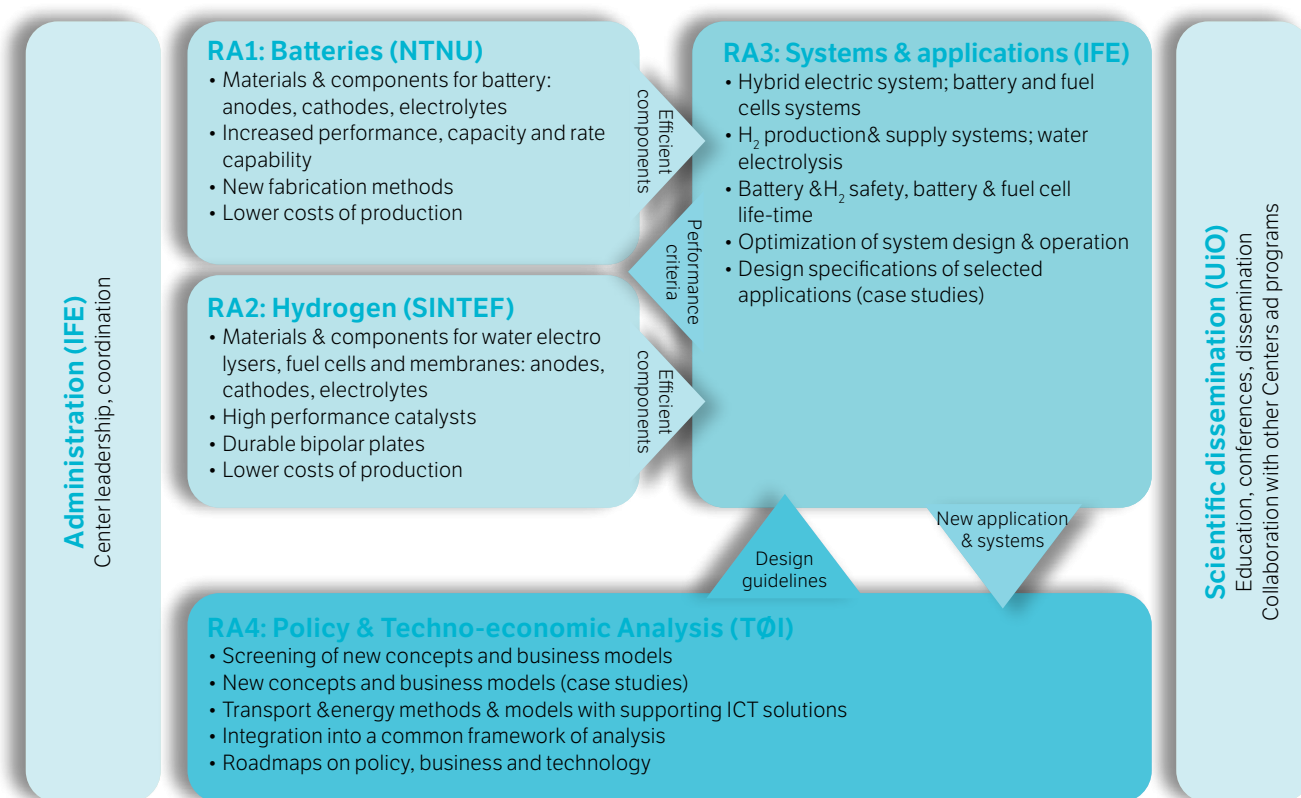 Administration (IFE)
Center leadership, coordination
RA1: Batteries (NTNU)
• Materials & components for battery:
anodes, cathodes, electrolytes
• Increased performance, capacity and rate
capability
• New fabrication methods
• Lower costs of production
Efficient
components
Performance
criteria
RA2: Hydrogen (SINTEF)
• Materials & components for water electro
lysers, fuel cells and membranes: anodes,
cathodes, electrolytes
• High performance catalysts
• Durable bipolar plates
• Lower costs of production
Efficient
components
RA3: Systems & applications (IFE)
• Hybrid electric system; battery and fuel
cells systems
• H₂ production& supply systems; water
electrolysis
• Battery &H₂ safety, battery & fuel cell
life-time
• Optimization of system design & operation
• Design specifications of selected
applications (case studies)
Design
guidelines
New application
& systems
RA4: Policy & Techno-economic Analysis (TØI)
• Screening of new concepts and business models
• New concepts and business models (case studies)
• Transport &energy methods & models with supporting ICT solutions
• Integration into a common framework of analysis
• Roadmaps on policy, business and technology
Scientific dissemination (UiO)
Education, conferences, dissemination
Collaboration with other Centers ad programs